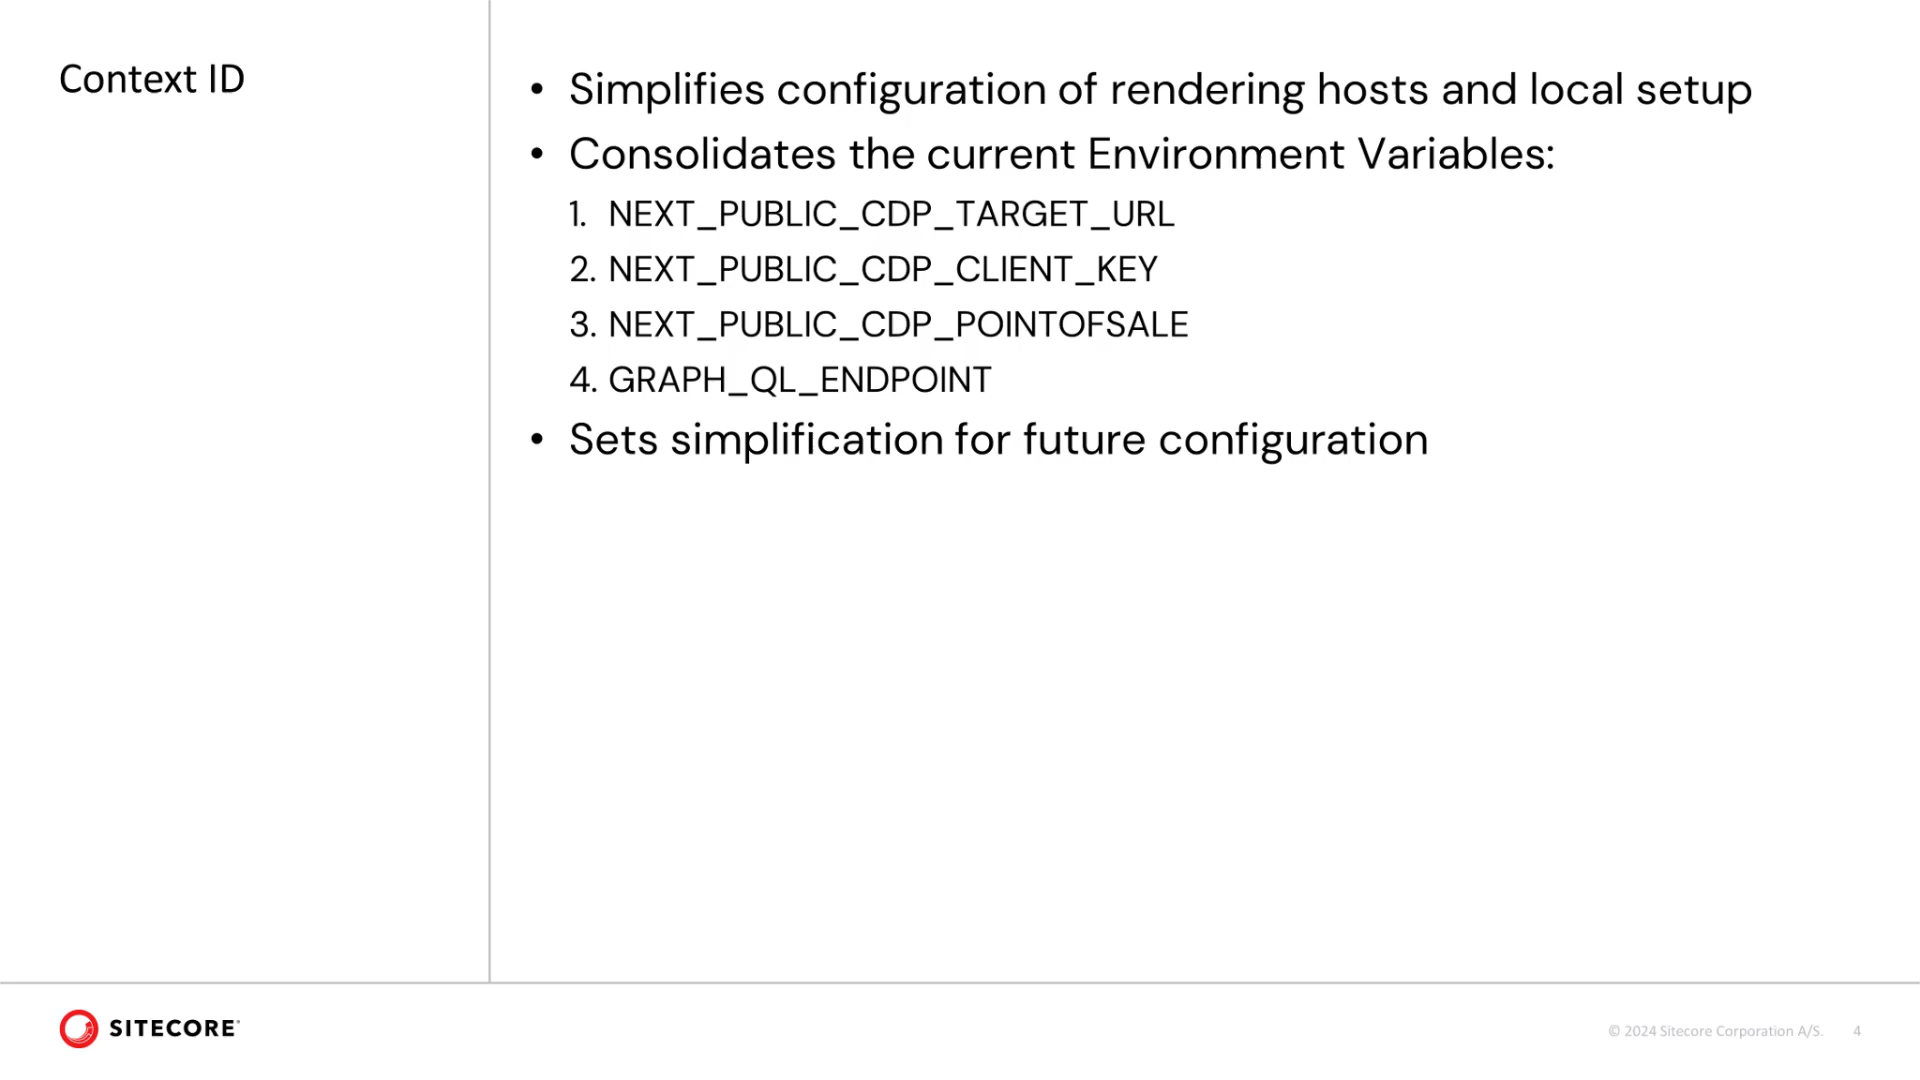 Context ID
• Simplifies configuration of rendering hosts and local setup
• Consolidates the current Environment Variables:
1. NEXT_PUBLIC_CDP_TARGET_URL
2. NEXT_PUBLIC_CDP_CLIENT_KEY
3. NEXT_PUBLIC_CDP_POINTOFSALE
4. GRAPH_QL_ENDPOINT
• Sets simplification for future configuration
SITECORE
© 2024 Sitecore Corporation A/S. 4